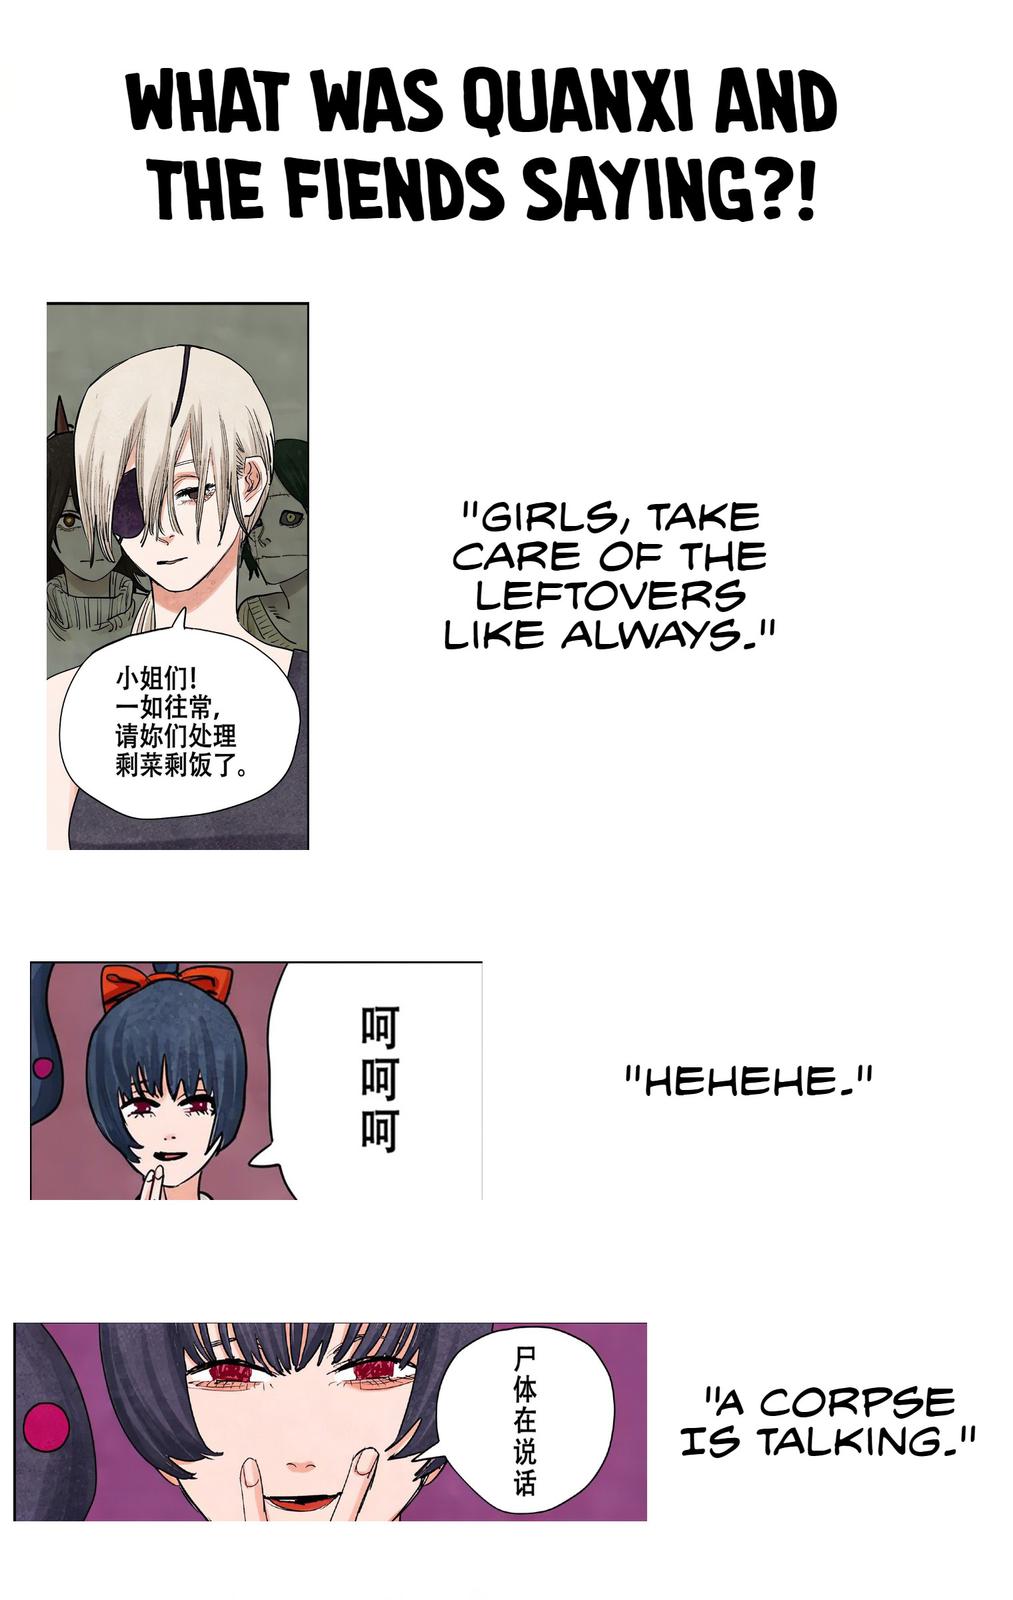 WHAT WAS QUANXI AND
THE FIENDS SAYING?!
小姐们!
一如往常,
请妳们处理
剩菜剩饭了。
"GIRLS, TAKE
CARE OF THE
LEFTOVERS
LIKE ALWAYS."
呵呵呵
"HEHEHE."
尸体在说话
"A CORPSE
IS TALKING."